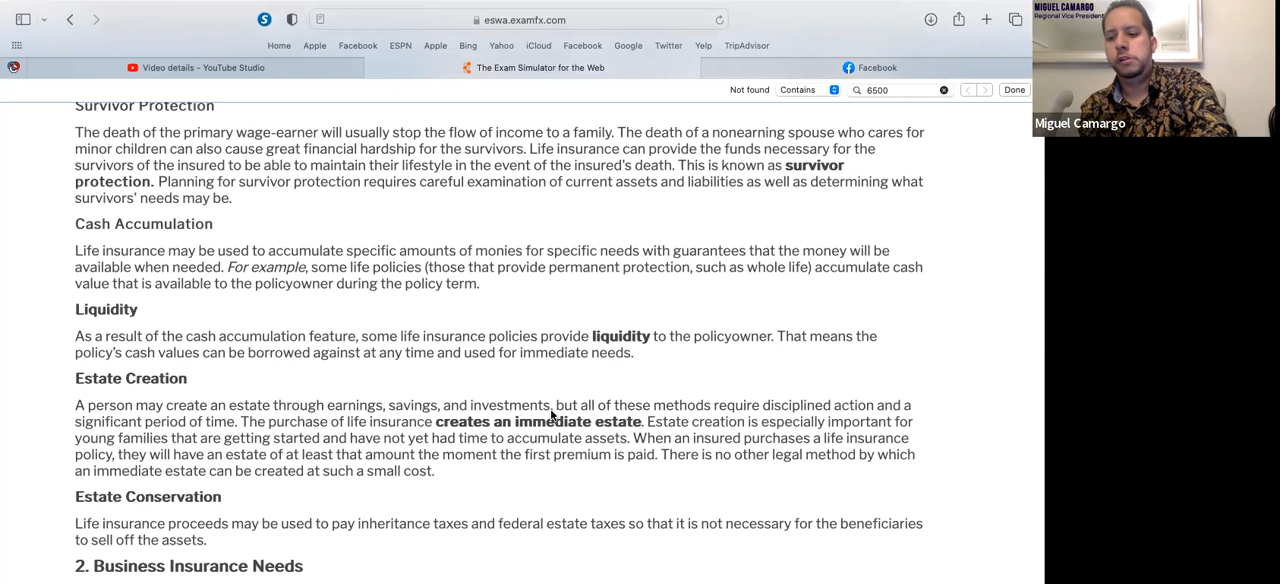 eswa.examfx.com
Home Apple Facebook ESPN Apple Bing Yahoo iCloud Facebook Google Twitter Yelp TripAdvisor
Video details - YouTube Studio
The Exam Simulator for the Web
Facebook
Not found Contains 6500 Done
MIGUEL CAMARGO
Regional Vice President
Miguel Camargo
Survivor Protection
The death of the primary wage-earner will usually stop the flow of income to a family. The death of a nonearning spouse who cares for
minor children can also cause great financial hardship for the survivors. Life insurance can provide the funds necessary for the
survivors of the insured to be able to maintain their lifestyle in the event of the insured's death. This is known as survivor
protection. Planning for survivor protection requires careful examination of current assets and liabilities as well as determining what
survivors' needs may be.
Cash Accumulation
Life insurance may be used to accumulate specific amounts of monies for specific needs with guarantees that the money will be
available when needed. For example, some life policies (those that provide permanent protection, such as whole life) accumulate cash
value that is available to the policyowner during the policy term.
Liquidity
As a result of the cash accumulation feature, some life insurance policies provide liquidity to the policyowner. That means the
policy's cash values can be borrowed against at any time and used for immediate needs.
Estate Creation
A person may create an estate through earnings, savings, and investments, but all of these methods require disciplined action and a
significant period of time. The purchase of life insurance creates an immediate estate. Estate creation is especially important for
young families that are getting started and have not yet had time to accumulate assets. When an insured purchases a life insurance
policy, they will have an estate of at least that amount the moment the first premium is paid. There is no other legal method by which
an immediate estate can be created at such a small cost.
Estate Conservation
Life insurance proceeds may be used to pay inheritance taxes and federal estate taxes so that it is not necessary for the beneficiaries
to sell off the assets.
2. Business Insurance Needs